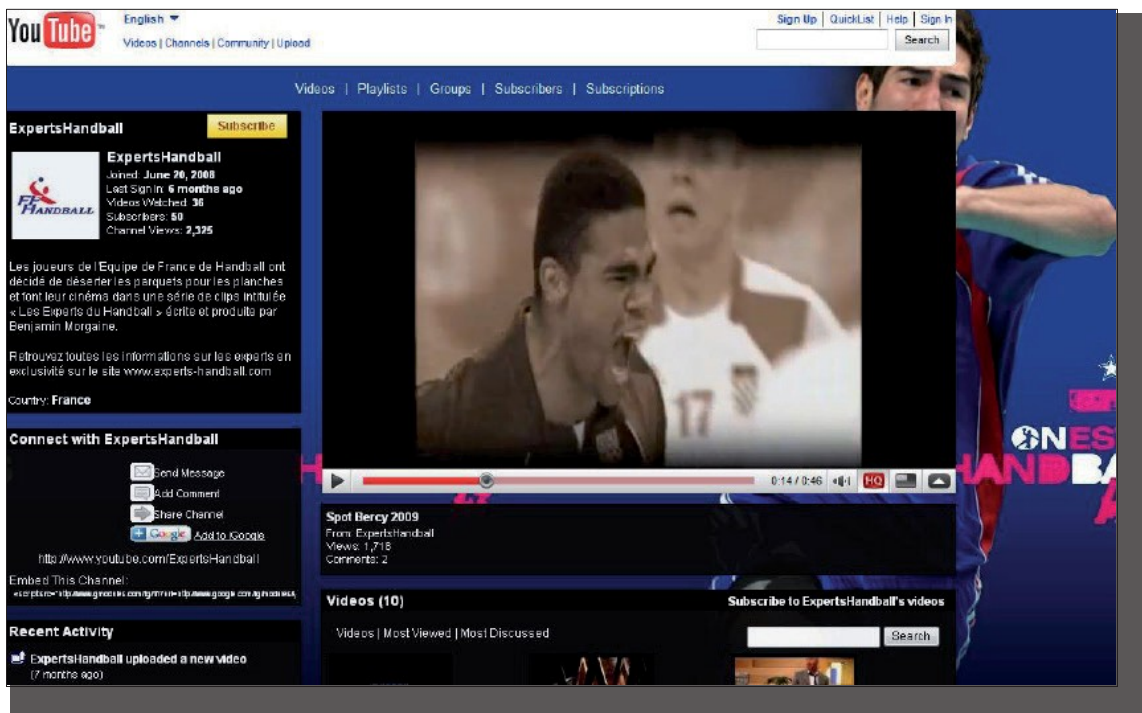 You Tube
English
Videos | Channels | Community | Upload
Sign Up | QuickList | Help | Sign In
Search
Videos | Playlists | Groups | Subscribers | Subscriptions
ExpertsHandball
Subscribe
ExpertsHandball
Joined: June 20, 2008
Last Sign In: 6 months ago
Videos Watched: 36
Subscribers: 50
Channel Views: 2,325
FF HANDBALL
Les joueurs de l'Equipe de France de Handball ont
décidé de déserter les parquets pour les planches
et font leur cinéma dans une série de clips intitulée
« Les Experts du Handball » écrite et produite par
Benjamin Morgaine.
Retrouvez toutes les informations sur les experts en
exclusivité sur le site www.experts-handball.com
Country: France
Connect with ExpertsHandball
Send Message
Add Comment
Share Channel
Google Add to Google
http://www.youtube.com/ExpertsHandball
Embed This Channel:
Recent Activity
ExpertsHandball uploaded a new video
(7 months ago)
17
0:14 / 0:46 HQ
Spot Bercy 2009
From: ExpertsHandball
Views: 1,718
Comments: 2
Videos (10)
Subscribe to ExpertsHandball's videos
Videos | Most Viewed | Most Discussed
Search